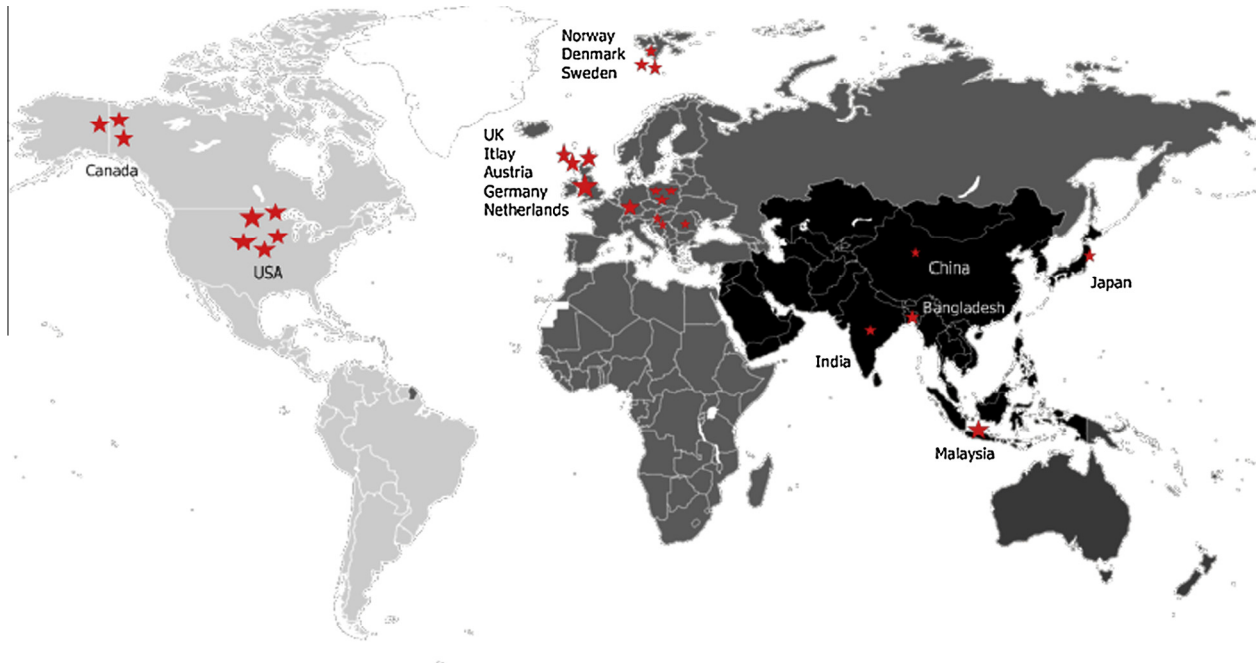 Norway
Denmark
Sweden
UK
Itlay
Austria
Germany
Netherlands
Canada
USA
China
Japan
Bangladesh
India
Malaysia